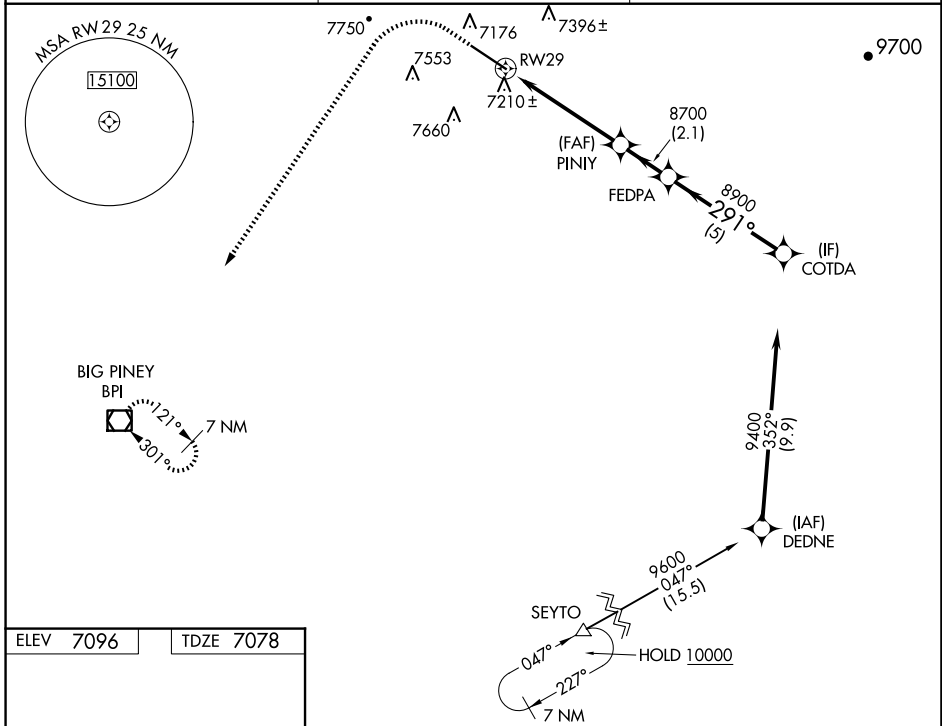 MSA RW29 25 NM
15100
7750
7176
7396±
9700
7553
RW29
7210±
7660
8700
(2.1)
(FAF)
PINIY
FEDPA
8900
291°
(5)
(IF)
COTDA
BIG PINEY
BPI
121°
7 NM
301°
9400
352°
(9.9)
(IAF)
DEDNE
9600
047°
(15.5)
SEYTO
HOLD 10000
047°
227°
7 NM
ELEV 7096
TDZE 7078